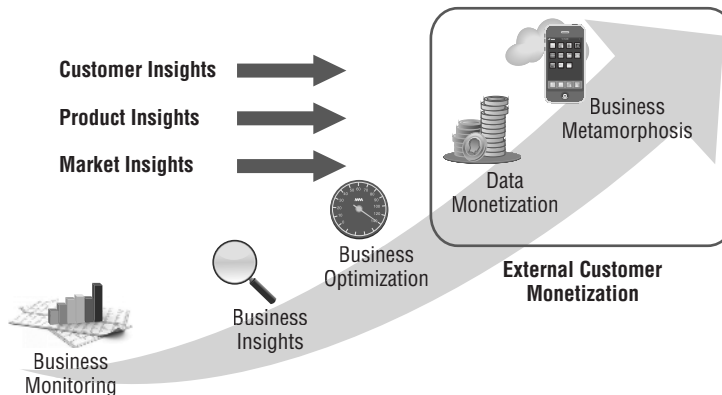 Customer Insights
Product Insights
Market Insights
Business
Metamorphosis
Data
Monetization
Business
Optimization
External Customer
Monetization
Business
Insights
Business
Monitoring